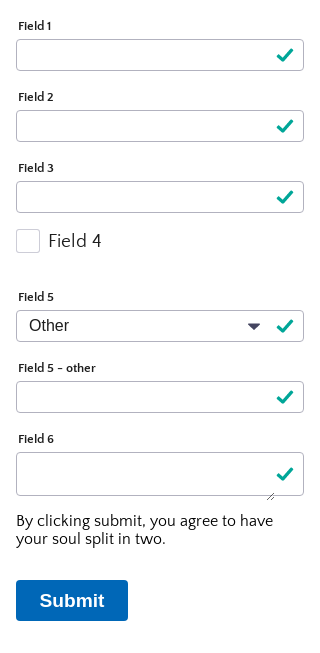 Field 1
Field 2
Field 3
Field 4
Field 5
Other
Field 5 - other
Field 6
By clicking submit, you agree to have
your soul split in two.
Submit